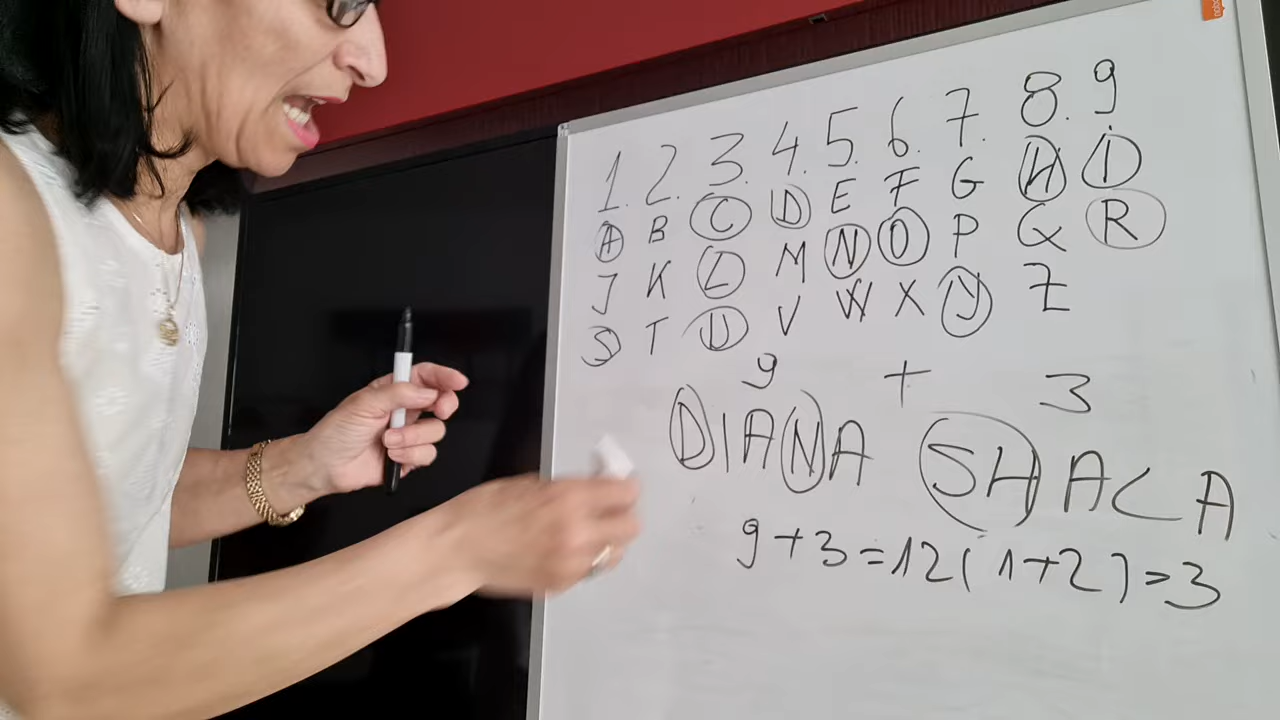 1. 2. 3. 4. 5. 6. 7. 8. 9.
A B C D E F G H I
J K L M N O P Q R
S T U V W X Y Z
9 + 3
DIANA SHACA
9+3=12(1+2)=3